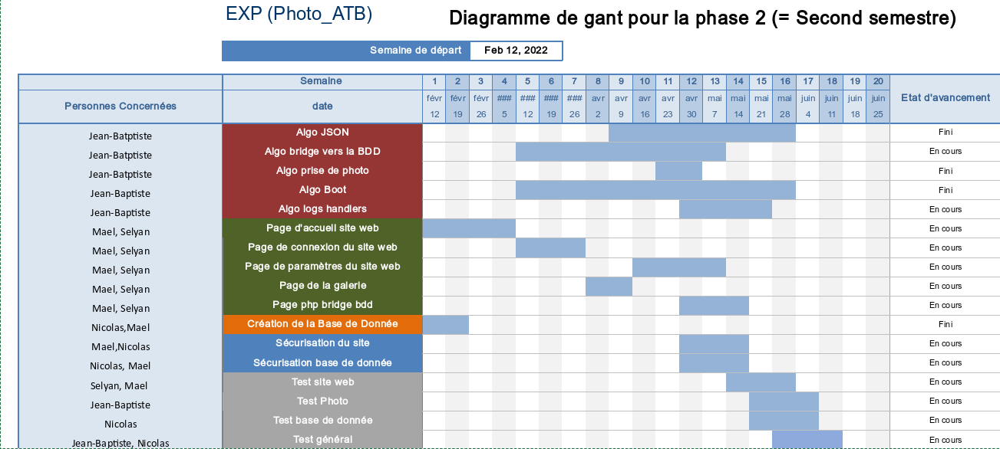 EXP (Photo_ATB)
Diagramme de gant pour la phase 2 (= Second semestre)
Semaine de départ Feb 12, 2022
Semaine 1 2 3 4 5 6 7 8 9 10 11 12 13 14 15 16 17 18 19 20
Personnes Concernées date févr févr févr ### ### ### ### avr avr avr avr avr mai mai mai mai juin juin juin juin Etat d'avancement
12 19 26 5 12 19 26 2 9 16 23 30 7 14 21 28 4 11 18 25
Jean-Batptiste Algo JSON Fini
Jean-Batptiste Algo bridge vers la BDD En cours
Jean-Batptiste Algo prise de photo Fini
Jean-Baptiste Algo Boot Fini
Jean-Baptiste Algo logs handlers En cours
Mael, Selyan Page d'accueil site web En cours
Mael, Selyan Page de connexion du site web En cours
Mael, Selyan Page de paramètres du site web En cours
Mael, Selyan Page de la galerie En cours
Mael, Selyan Page php bridge bdd En cours
Nicolas,Mael Création de la Base de Donnée Fini
Mael,Nicolas Sécurisation du site En cours
Nicolas, Mael Sécurisation base de donnée En cours
Selyan, Mael Test site web En cours
Jean-Baptiste Test Photo En cours
Nicolas Test base de donnée En cours
Jean-Baptiste, Nicolas Test général En cours